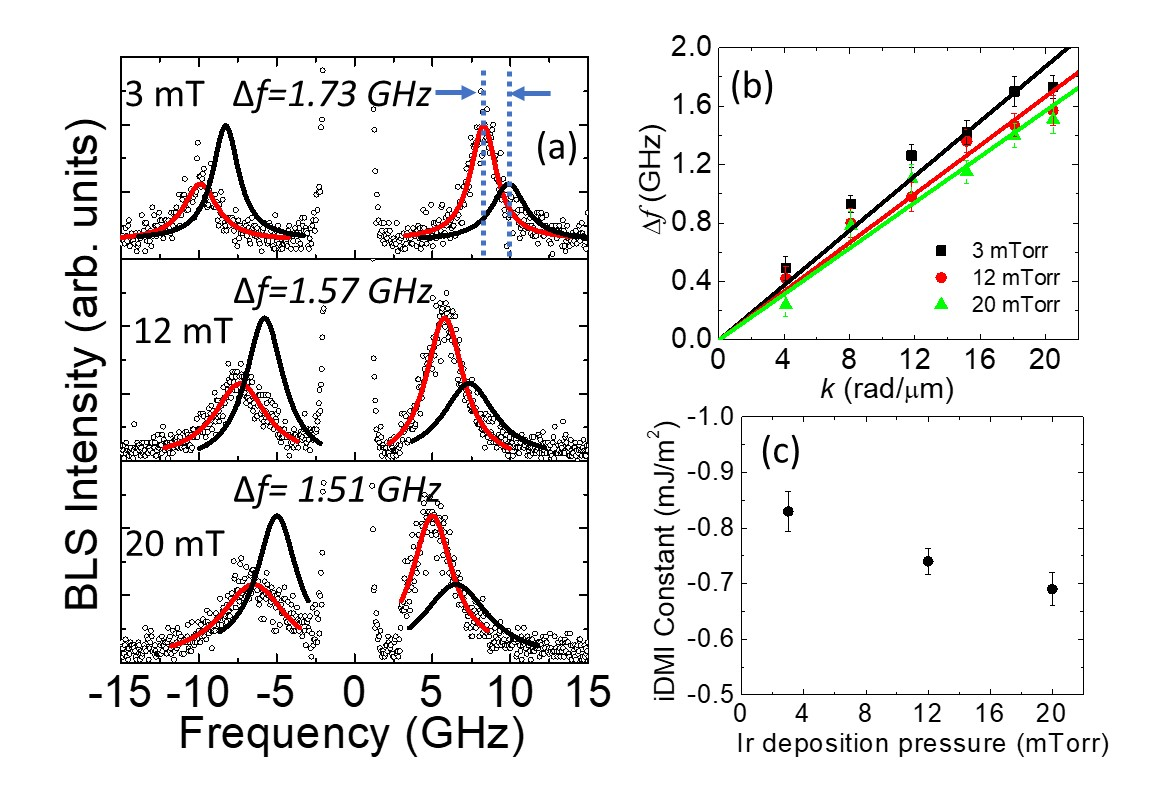 3 mT
Δf=1.73 GHz
(a)
Δf=1.57 GHz
12 mT
Δf= 1.51 GHz
20 mT
BLS Intensity (arb. units)
-15 -10 -5 0 5 10 15
Frequency (GHz)
(b)
2.0
1.6
1.2
0.8
0.4
0.0
Δf (GHz)
3 mTorr
12 mTorr
20 mTorr
0 4 8 12 16 20
k (rad/μm)
(c)
-1.0
-0.9
-0.8
-0.7
-0.6
-0.5
iDMI Constant (mJ/m²)
0 4 8 12 16 20
Ir deposition pressure (mTorr)